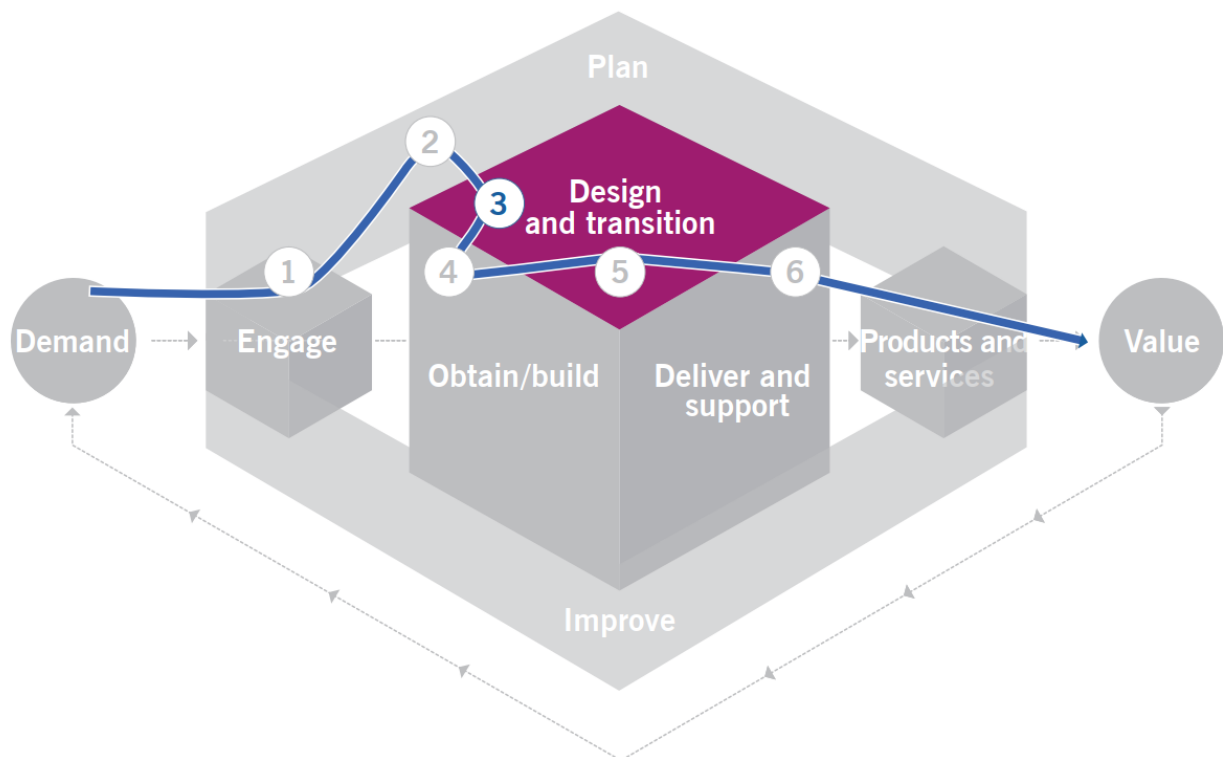 Plan
2
Design
and transition
3
1
4
5
6
Demand
Engage
Products and
services
Value
Obtain/build
Deliver and
support
Improve